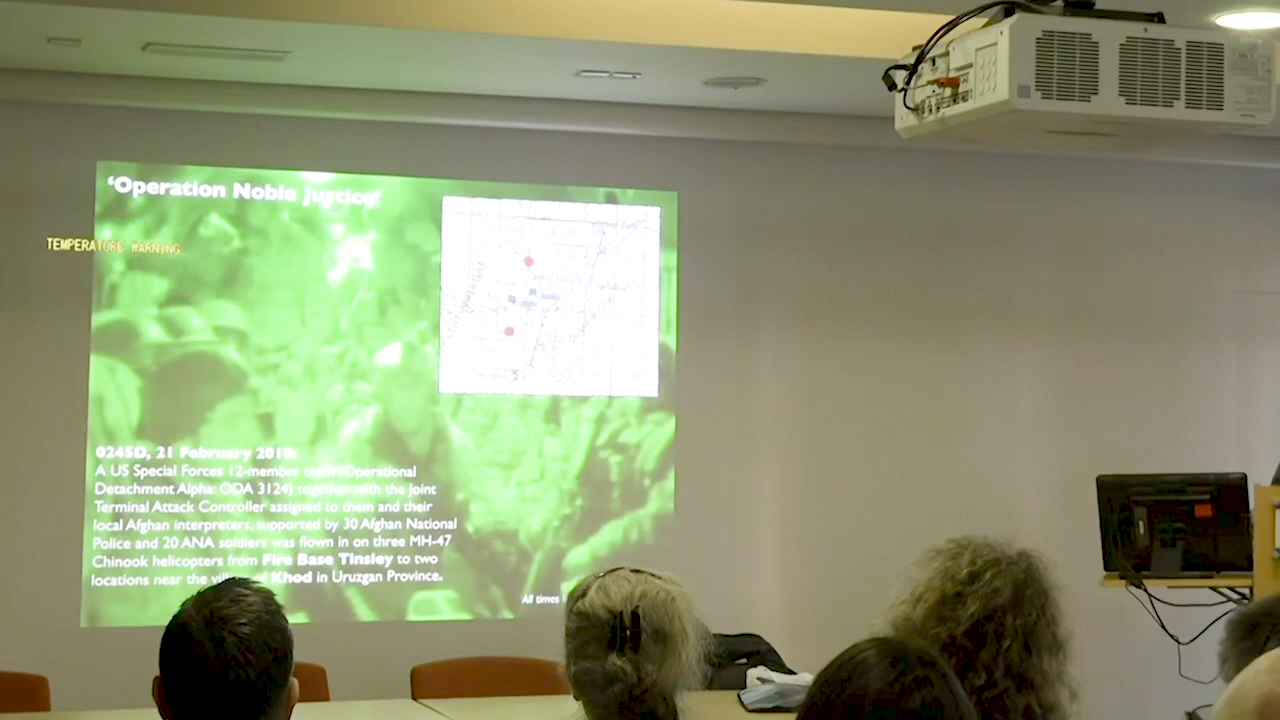 'Operation Noble Justice'
TEMPERATURE WARNING
0245D, 21 February 2010:
A US Special Forces 12-member team (Operational
Detachment Alpha: ODA 3124) together with the Joint
Terminal Attack Controller assigned to them and their
local Afghan interpreters, supported by 30 Afghan National
Police and 20 ANA soldiers was flown in on three MH-47
Chinook helicopters from Fire Base Tinsley to two
locations near the village of Khod in Uruzgan Province.
All times